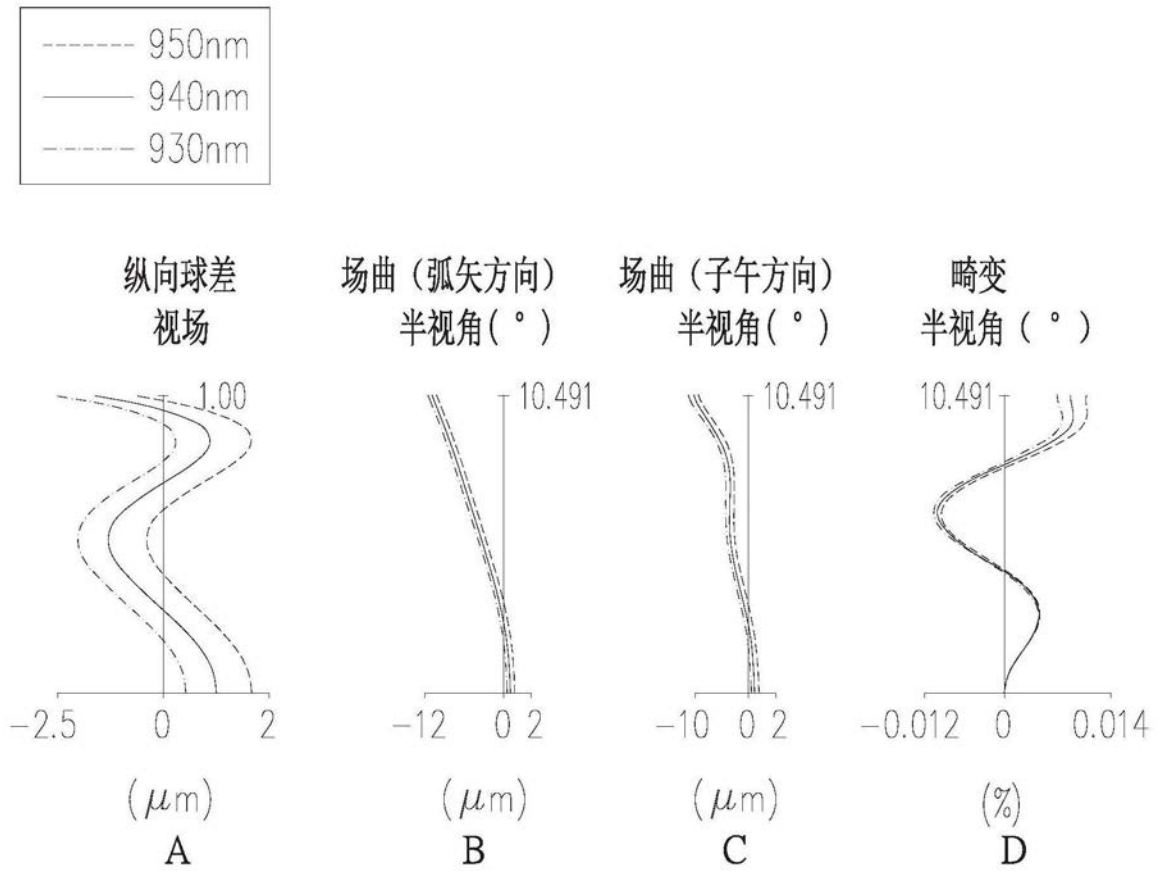 950nm
940nm
930nm
纵向球差
视场
1.00
-2.5 0 2
(μm)
A
场曲(弧矢方向)
半视角(°)
10.491
-12 0 2
(μm)
B
场曲(子午方向)
半视角(°)
10.491
-10 0 2
(μm)
C
畸变
半视角(°)
10.491
-0.012 0 0.014
(%)
D